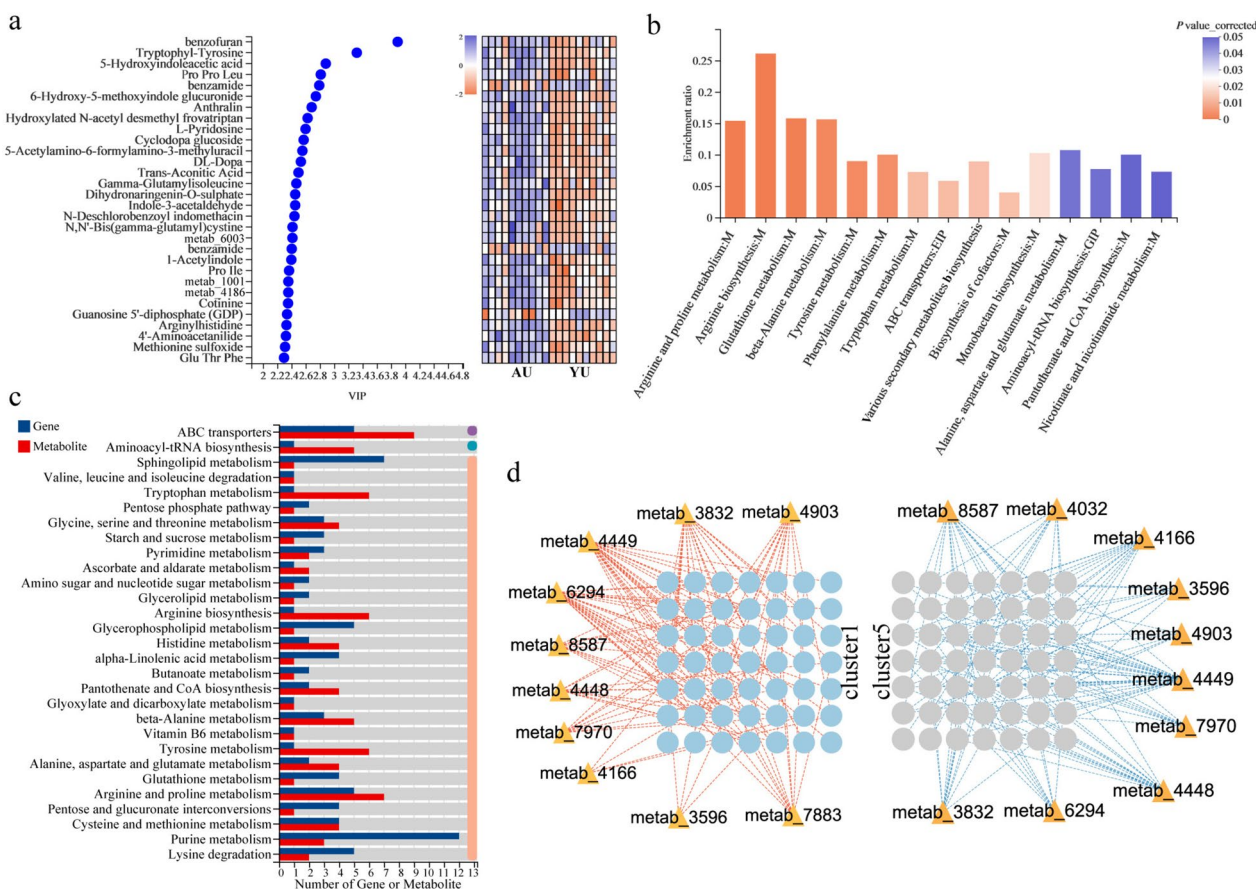 a
benzofuran
Tryptophyl-Tyrosine
5-Hydroxyindoleacetic acid
Pro Pro Leu
benzamide
6-Hydroxy-5-methoxyindole glucuronide
Anthralin
Hydroxylated N-acetyl desmethyl frovatriptan
L-Pyridosine
Cyclodopa glucoside
5-Acetylamino-6-formylamino-3-methyluracil
DL-Dopa
Trans-Aconitic Acid
Gamma-Glutamylisoleucine
Dihydronaringenin-O-sulphate
Indole-3-acetaldehyde
N-Deschlorobenzoyl indomethacin
N,N'-Bis(gamma-glutamyl)cystine
metab_6003
benzamide
1-Acetylindole
Pro Ile
metab_1001
metab_4186
Cotinine
Guanosine 5'-diphosphate (GDP)
Arginylhistidine
4'-Aminoacetanilide
Methionine sulfoxide
Glu Thr Phe
2 2.22.42.62.8 3.23.43.63.8 4 4.24.44.64.8
VIP
2
0
-2
AU YU
b
P value_corrected
0.05
0.04
0.03
0.02
0.01
0
Enrichment ratio
0.25
0.2
0.15
0.1
0.05
0
Arginine and proline metabolism:M
Arginine biosynthesis:M
Glutathione metabolism:M
beta-Alanine metabolism:M
Tyrosine metabolism:M
Phenylalanine metabolism:M
Tryptophan metabolism:M
ABC transporters:EIP
Various secondary metabolites biosynthesis
Biosynthesis of cofactors:M
Monobactam biosynthesis:M
Alanine, aspartate and glutamate metabolism:M
Aminoacyl-tRNA biosynthesis:GIP
Pantothenate and CoA biosynthesis:M
Nicotinate and nicotinamide metabolism:M
c
Gene
Metabolite
ABC transporters
Aminoacyl-tRNA biosynthesis
Sphingolipid metabolism
Valine, leucine and isoleucine degradation
Tryptophan metabolism
Pentose phosphate pathway
Glycine, serine and threonine metabolism
Starch and sucrose metabolism
Pyrimidine metabolism
Ascorbate and aldarate metabolism
Amino sugar and nucleotide sugar metabolism
Glycerolipid metabolism
Arginine biosynthesis
Glycerophospholipid metabolism
Histidine metabolism
alpha-Linolenic acid metabolism
Butanoate metabolism
Pantothenate and CoA biosynthesis
Glyoxylate and dicarboxylate metabolism
beta-Alanine metabolism
Vitamin B6 metabolism
Tyrosine metabolism
Alanine, aspartate and glutamate metabolism
Glutathione metabolism
Arginine and proline metabolism
Pentose and glucuronate interconversions
Cysteine and methionine metabolism
Purine metabolism
Lysine degradation
0 1 2 3 4 5 6 7 8 9 10 11 12 13
Number of Gene or Metabolite
d
metab_3832
metab_4903
metab_4449
metab_6294
metab_8587
metab_4448
metab_7970
metab_4166
metab_3596
metab_7883
cluster1
cluster5
metab_8587
metab_4032
metab_4166
metab_3596
metab_4903
metab_4449
metab_7970
metab_4448
metab_3832
metab_6294